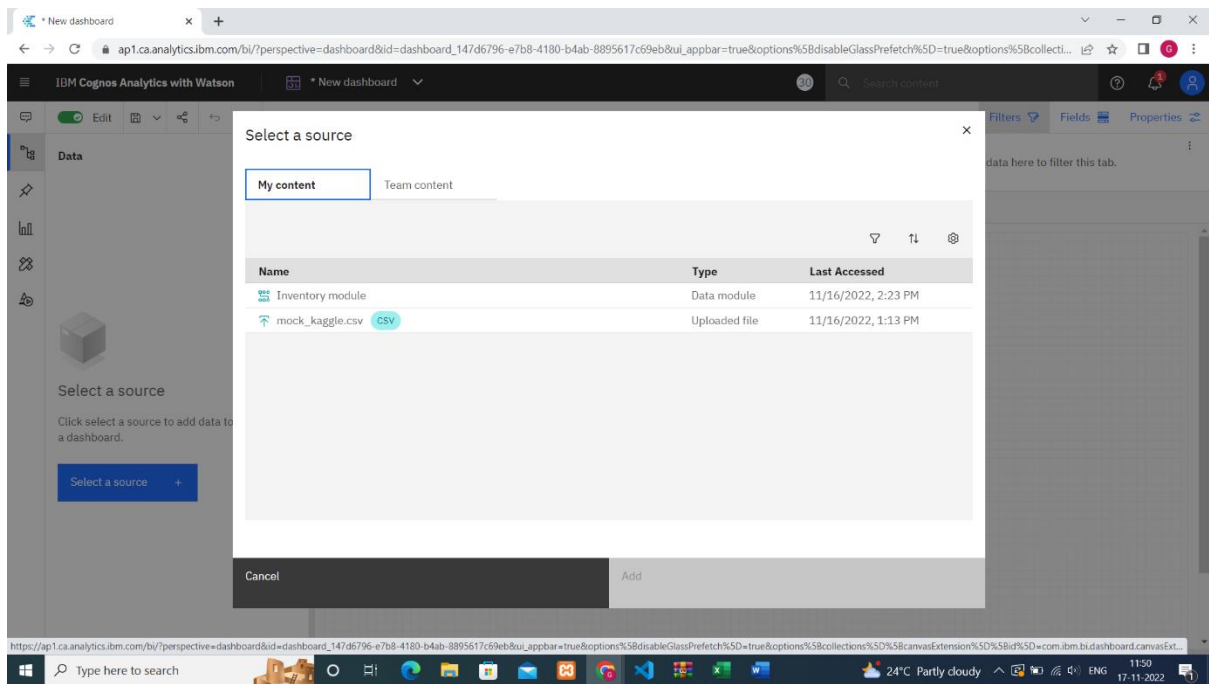 * New dashboard
ap1.ca.analytics.ibm.com/bi/?perspective=dashboard&id=dashboard_147d6796-e7b8-4180-b4ab-8895617c69eb&ui_appbar=true&options%5BdisableGlassPrefetch%5D=true&options%5Bcollecti...
G
IBM Cognos Analytics with Watson
* New dashboard
30
Search content
1
Edit
Filters
Fields
Properties
Select a source
Data
data here to filter this tab.
My content
Team content
Name
Type
Last Accessed
Inventory module
Data module
11/16/2022, 2:23 PM
mock_kaggle.csv
CSV
Uploaded file
11/16/2022, 1:13 PM
Select a source
Click select a source to add data to
a dashboard.
Select a source +
Cancel
Add
https://ap1.ca.analytics.ibm.com/bi/?perspective=dashboard&id=dashboard_147d6796-e7b8-4180-b4ab-8895617c69eb&ui_appbar=true&options%5BdisableGlassPrefetch%5D=true&options%5Bcollections%5D%5BcanvasExtension%5D%5Bid%5D=com.ibm.bi.dashboard.canvasExt...
Type here to search
24°C Partly cloudy
ENG
11:50
17-11-2022